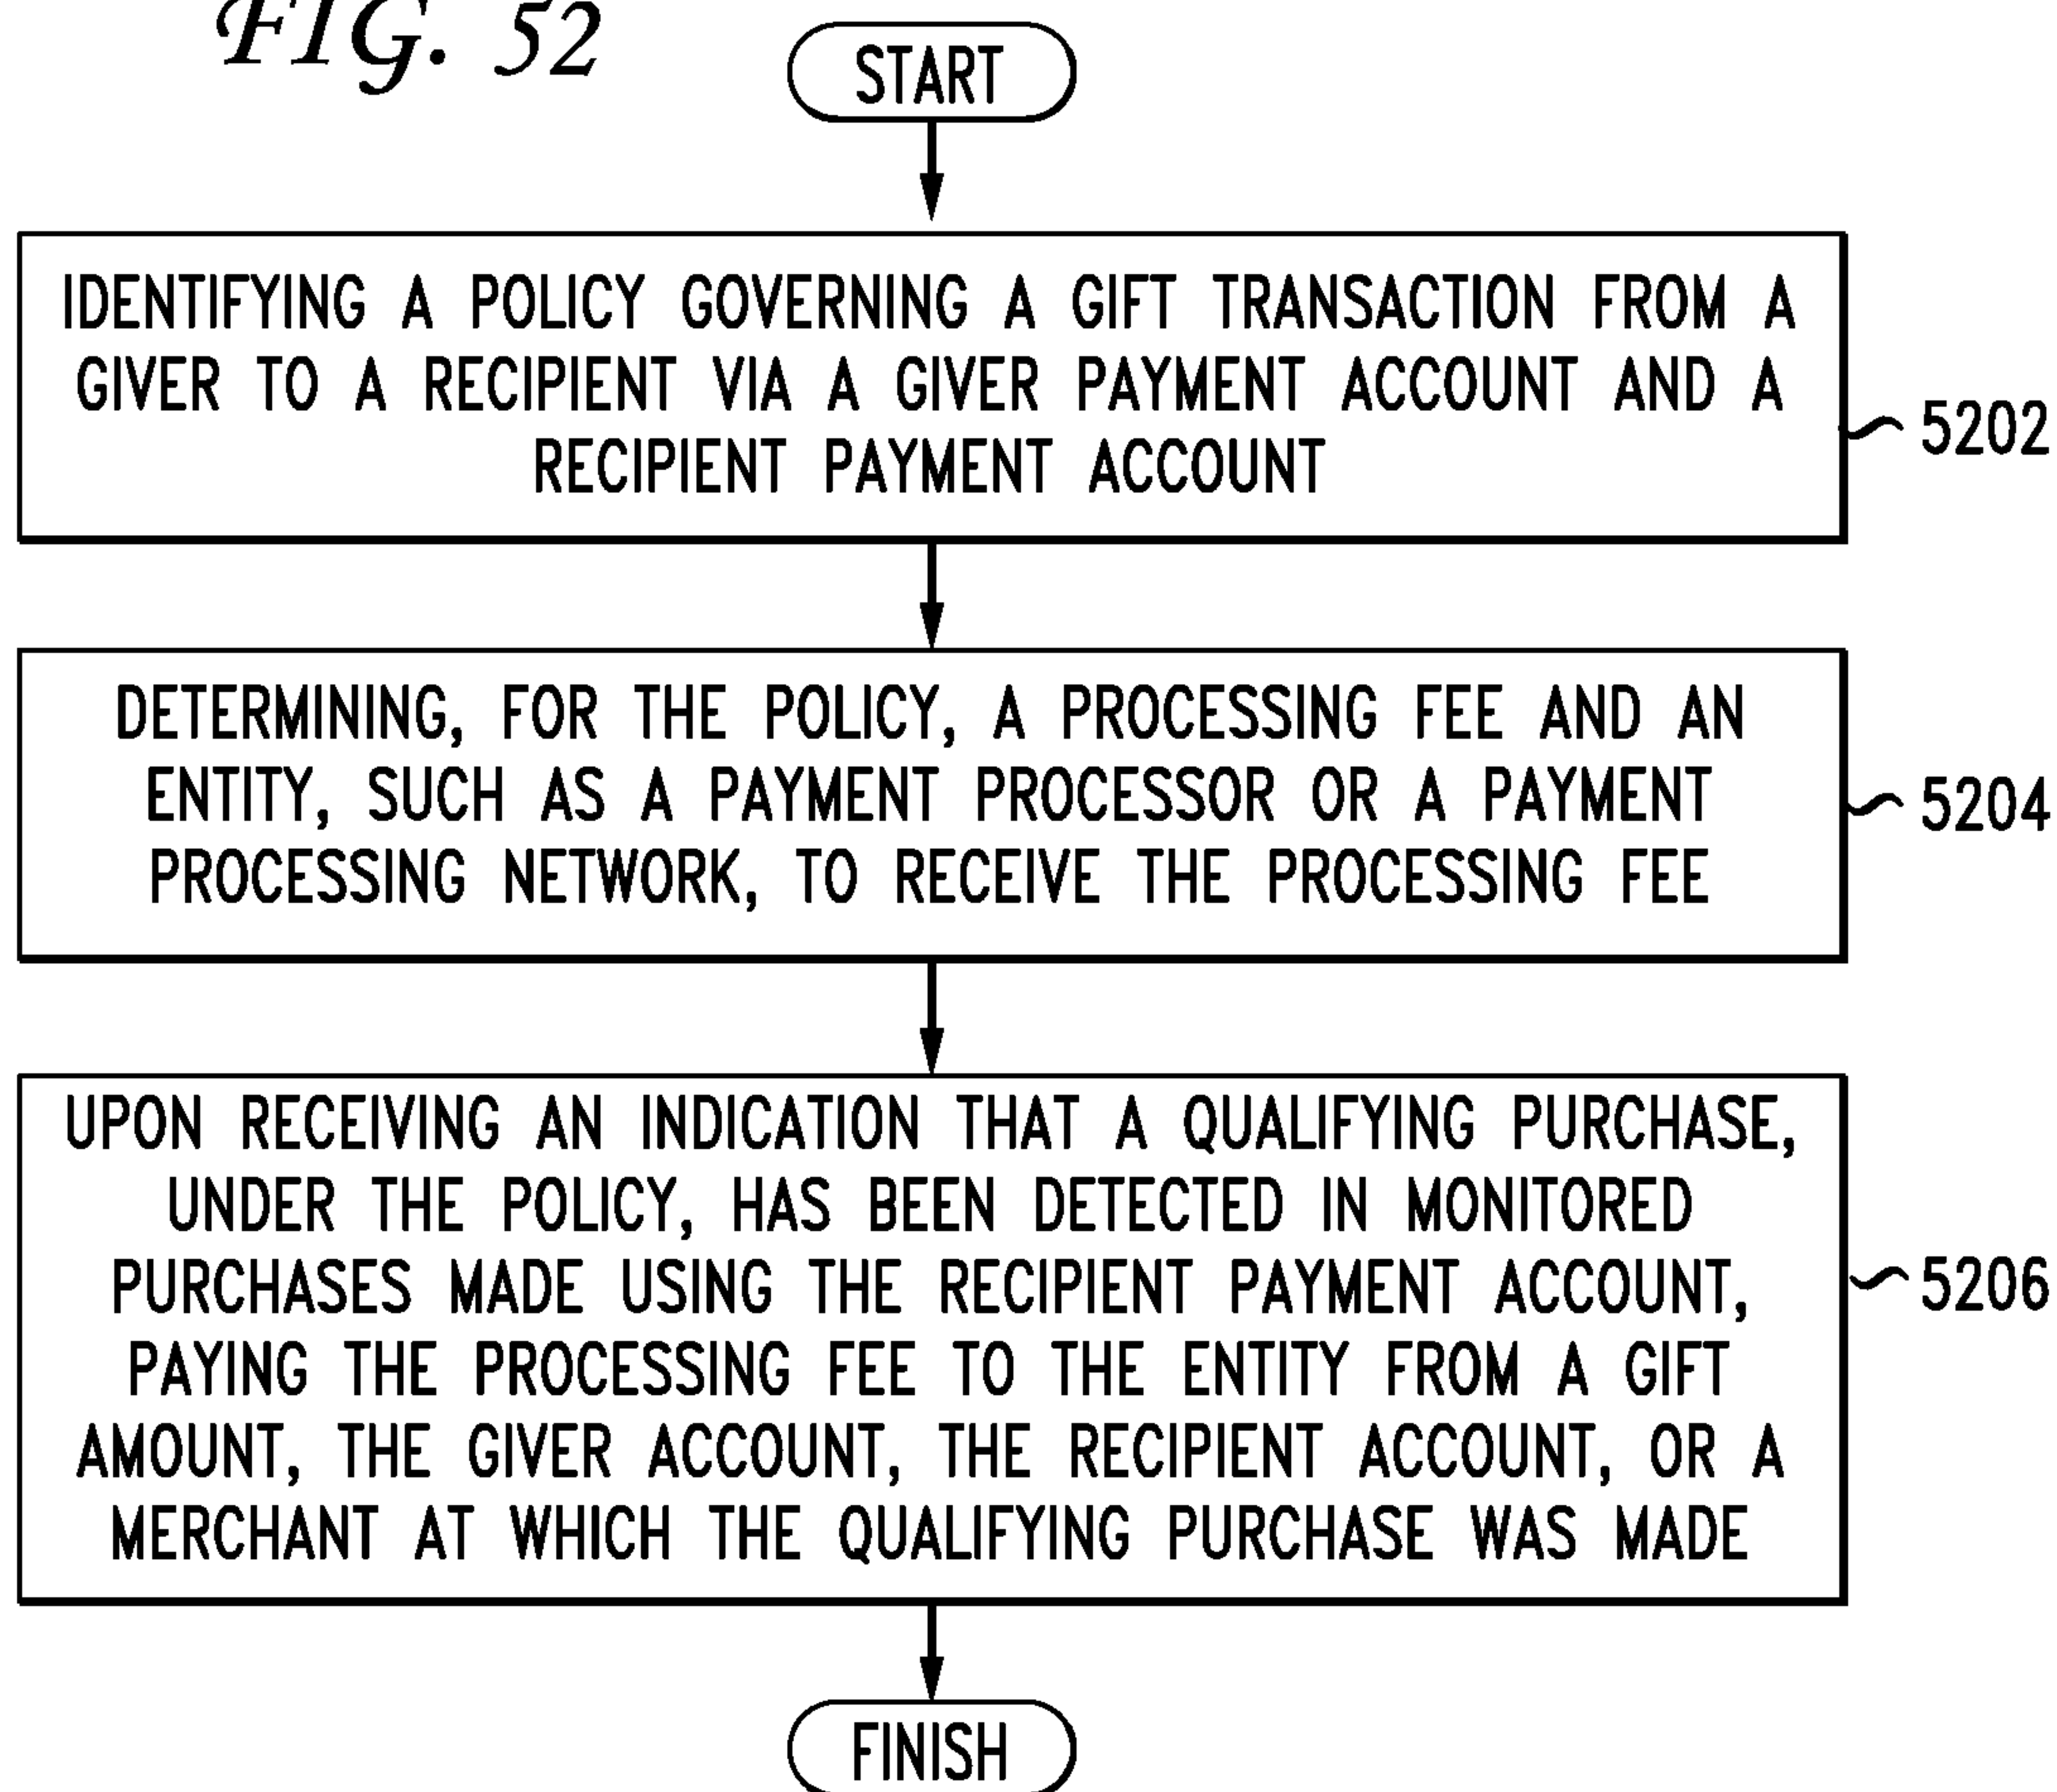 FIG. 52
START
IDENTIFYING A POLICY GOVERNING A GIFT TRANSACTION FROM A
GIVER TO A RECIPIENT VIA A GIVER PAYMENT ACCOUNT AND A
RECIPIENT PAYMENT ACCOUNT
5202
DETERMINING, FOR THE POLICY, A PROCESSING FEE AND AN
ENTITY, SUCH AS A PAYMENT PROCESSOR OR A PAYMENT
PROCESSING NETWORK, TO RECEIVE THE PROCESSING FEE
5204
UPON RECEIVING AN INDICATION THAT A QUALIFYING PURCHASE,
UNDER THE POLICY, HAS BEEN DETECTED IN MONITORED
PURCHASES MADE USING THE RECIPIENT PAYMENT ACCOUNT,
PAYING THE PROCESSING FEE TO THE ENTITY FROM A GIFT
AMOUNT, THE GIVER ACCOUNT, THE RECIPIENT ACCOUNT, OR A
MERCHANT AT WHICH THE QUALIFYING PURCHASE WAS MADE
5206
FINISH